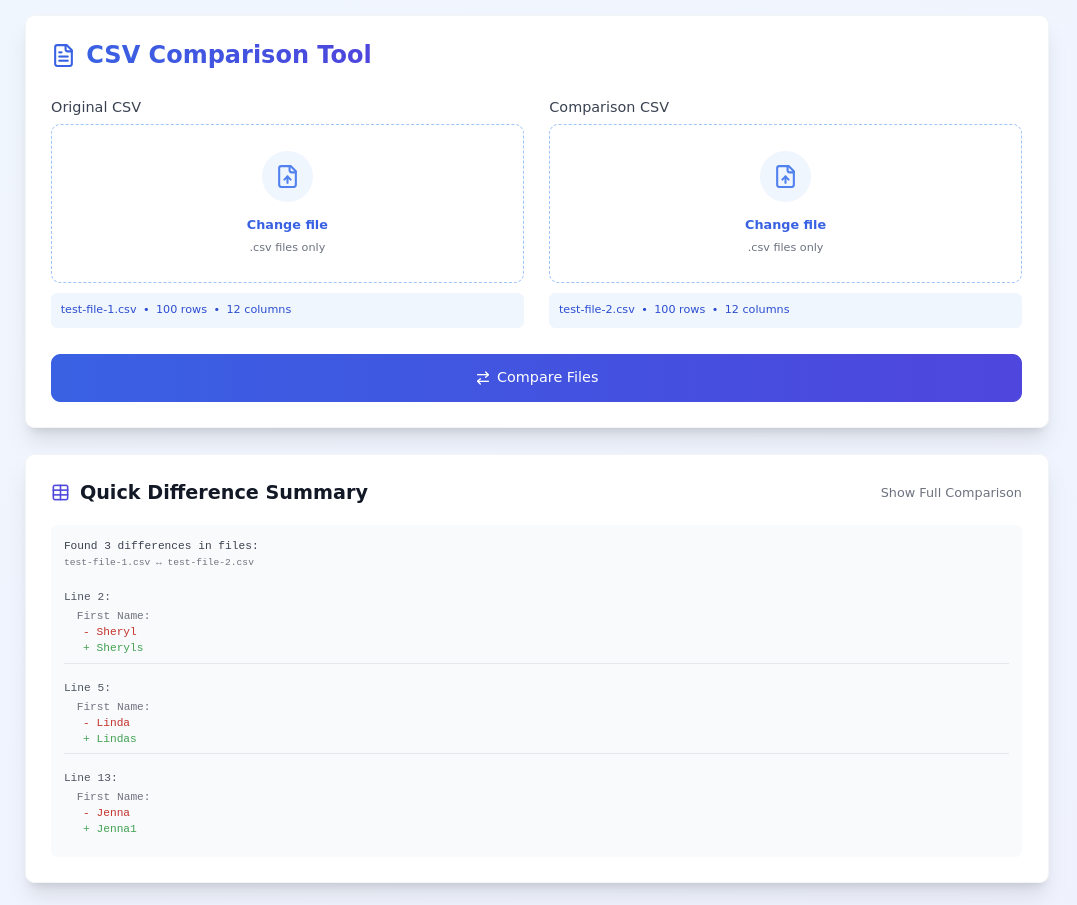 CSV Comparison Tool
Original CSV
Comparison CSV
Change file
.csv files only
Change file
.csv files only
test-file-1.csv • 100 rows • 12 columns
test-file-2.csv • 100 rows • 12 columns
Compare Files
Quick Difference Summary
Show Full Comparison
Found 3 differences in files:
test-file-1.csv ↔ test-file-2.csv
Line 2:
First Name:
- Sheryl
+ Sheryls
Line 5:
First Name:
- Linda
+ Lindas
Line 13:
First Name:
- Jenna
+ Jenna1